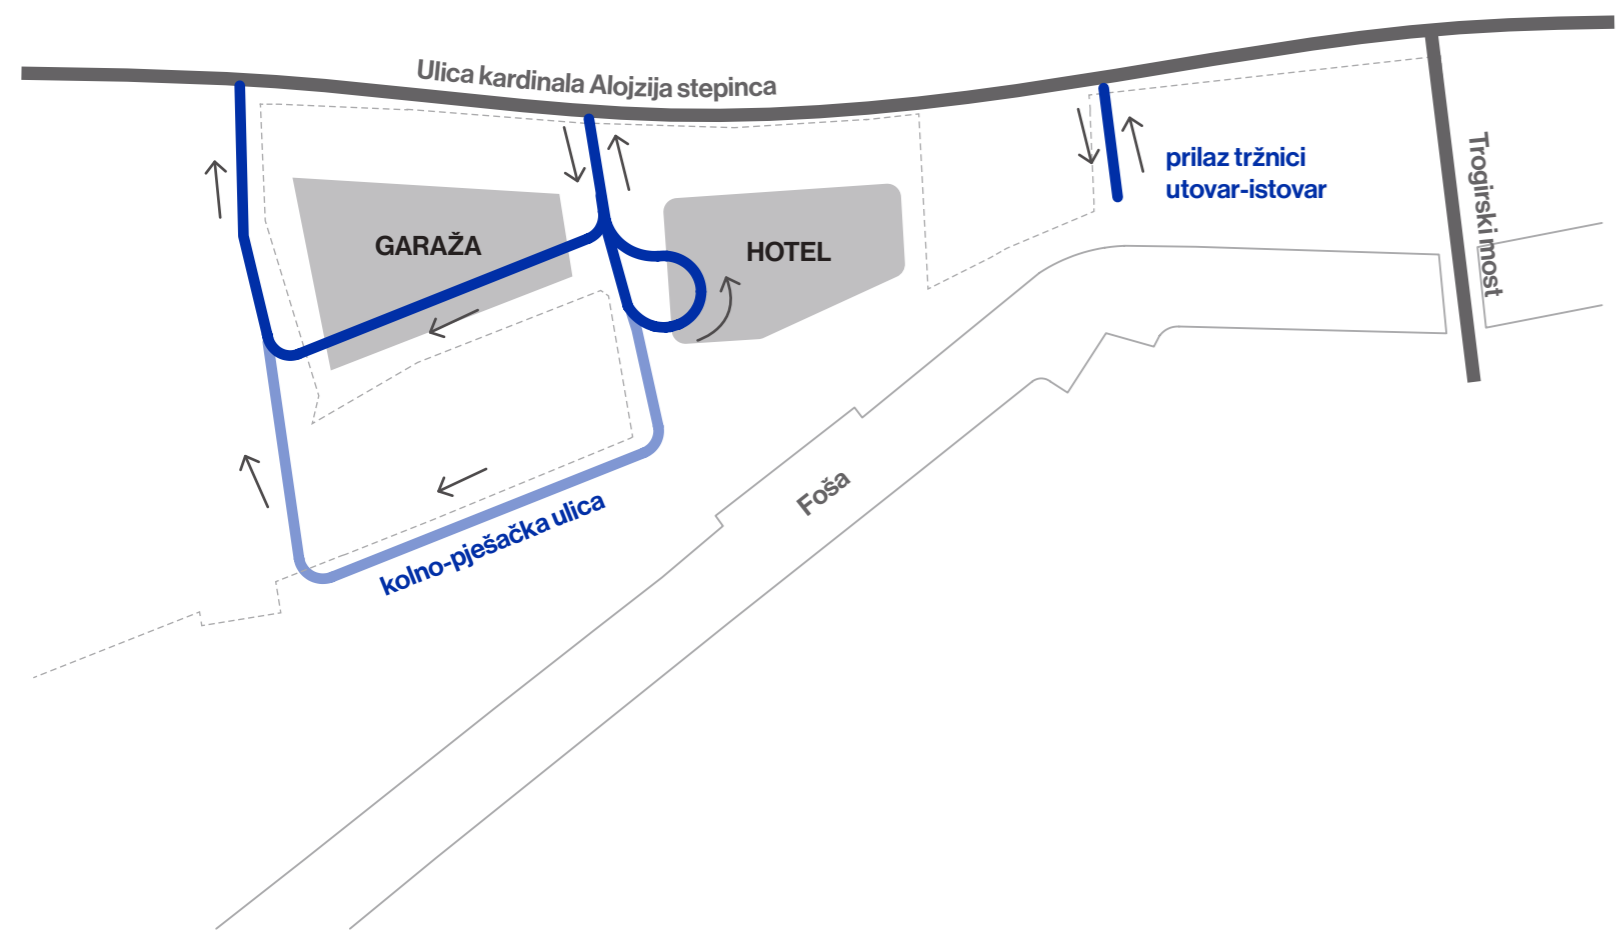 Ulica kardinala Alojzija stepinca
prilaz tržnici
utovar-istovar
Trogirski most
GARAŽA
HOTEL
Foša
kolno-pješačka ulica